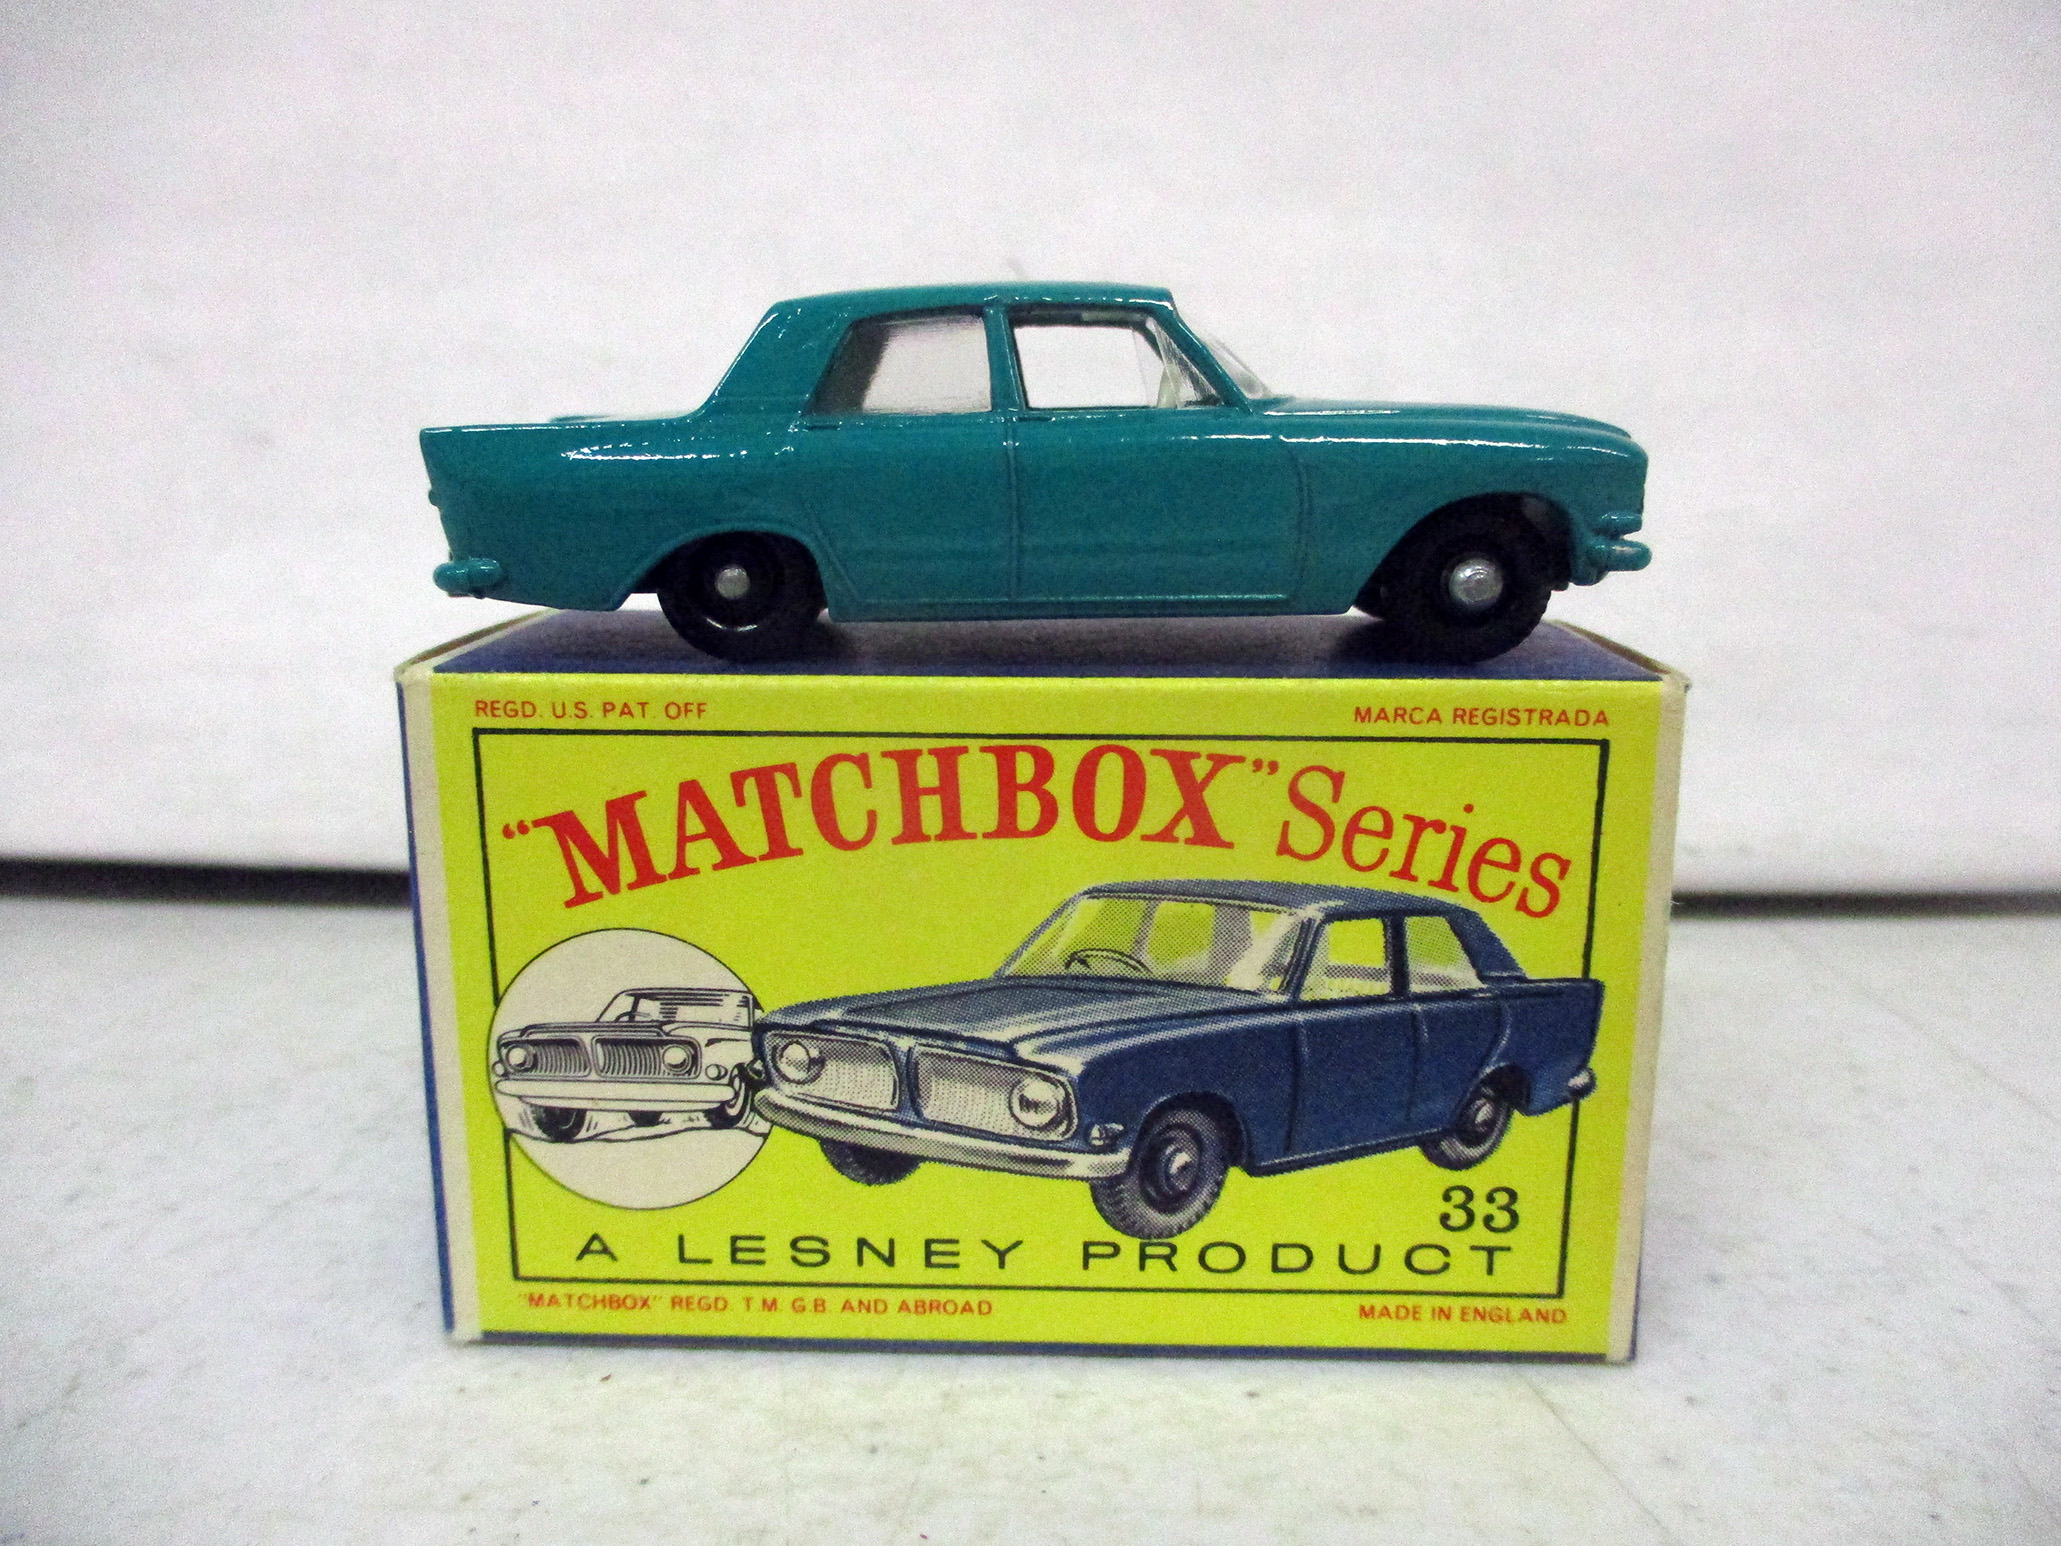 REGD. U.S. PAT. OFF
MARCA REGISTRADA
"MATCHBOX" Series
33
A LESNEY PRODUCT
"MATCHBOX" REGD. T.M. G.B. AND ABROAD
MADE IN ENGLAND